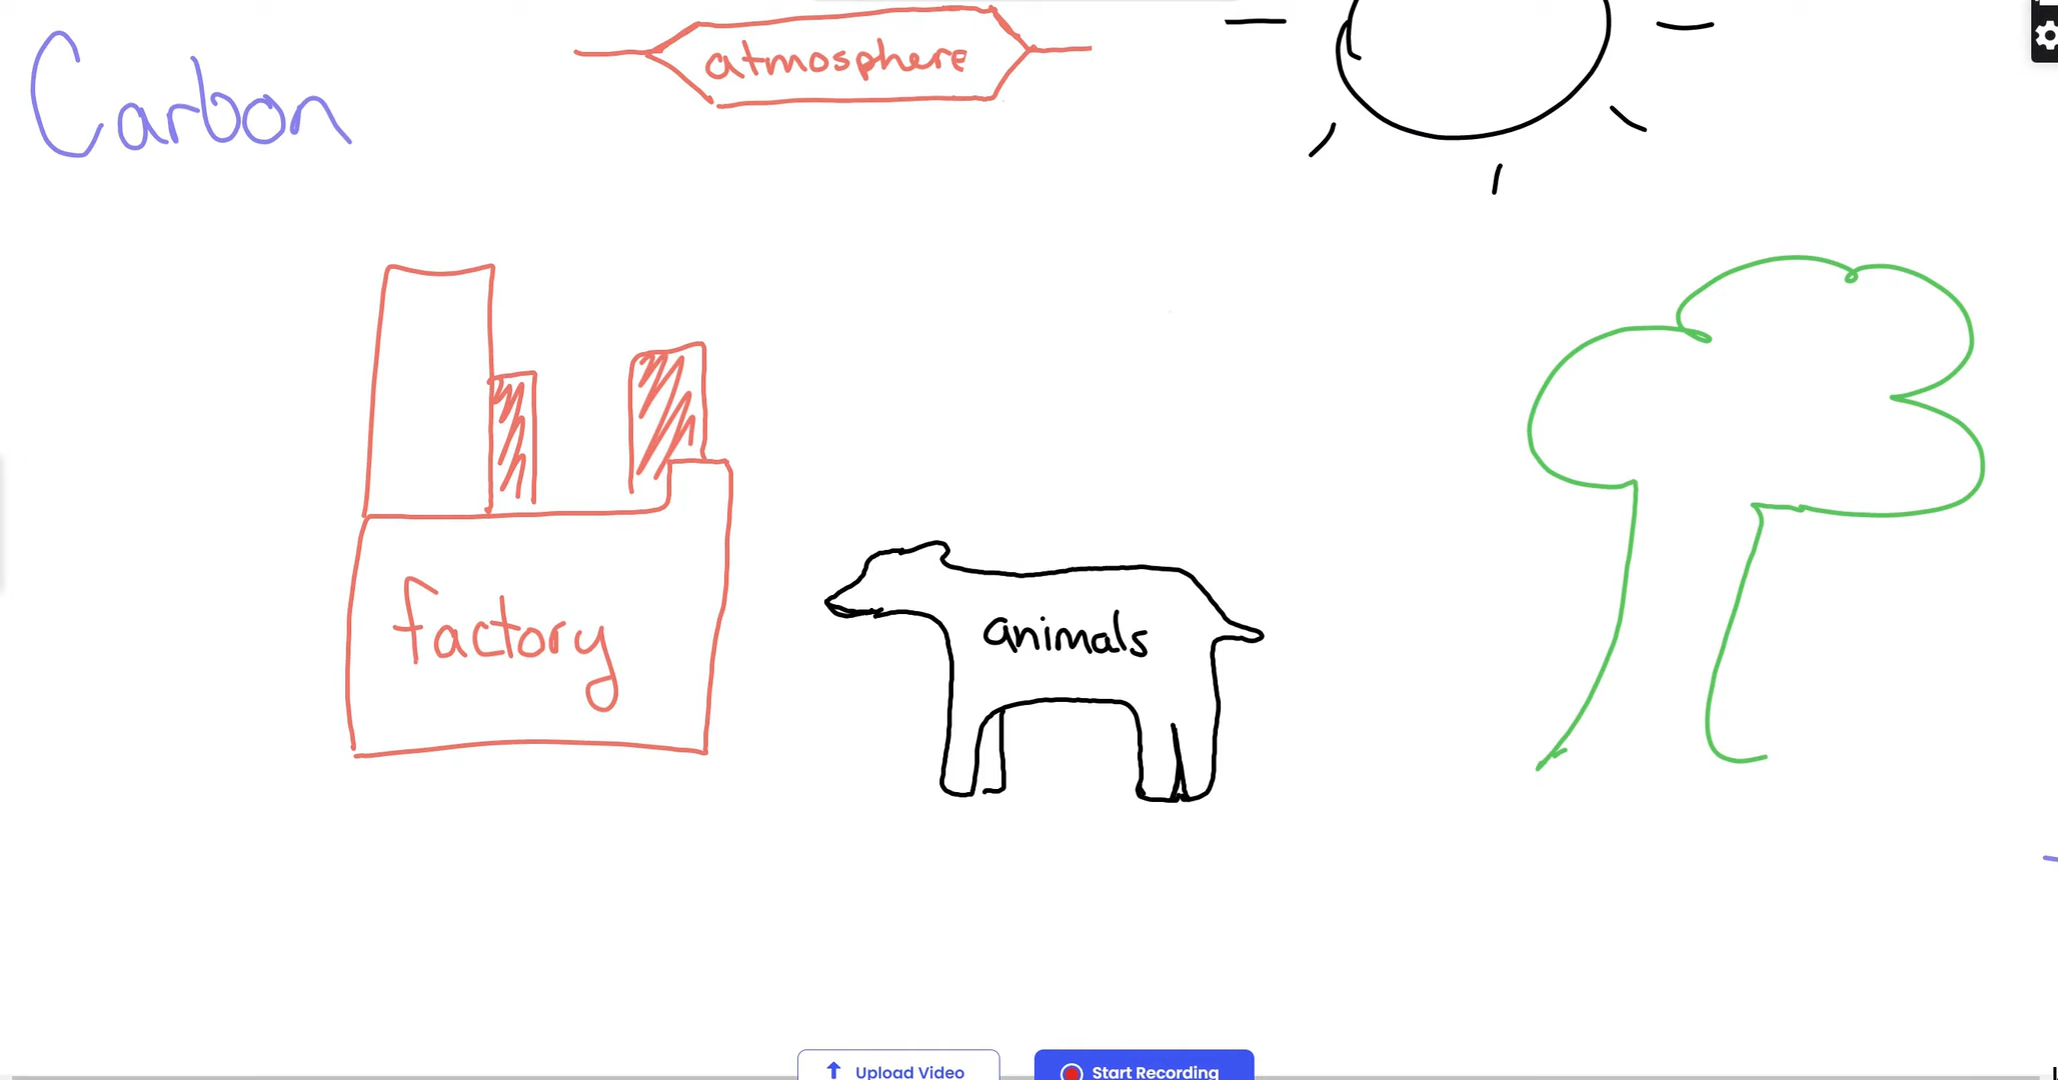 Carbon
atmosphere
factory
animals
Upload Video
Start Recording